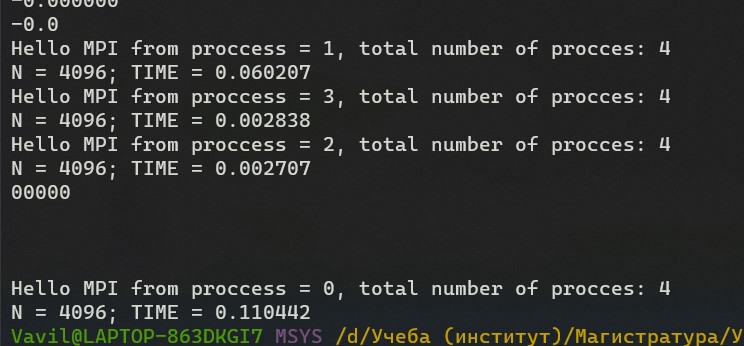 -0.000000
-0.0
Hello MPI from proccess = 1, total number of procces: 4
N = 4096; TIME = 0.060207
Hello MPI from proccess = 3, total number of procces: 4
N = 4096; TIME = 0.002838
Hello MPI from proccess = 2, total number of procces: 4
N = 4096; TIME = 0.002707
00000
Hello MPI from proccess = 0, total number of procces: 4
N = 4096; TIME = 0.110442
Vavil@LAPTOP-863DKGI7 MSYS /d/Учеба (институт)/Магистратура/У